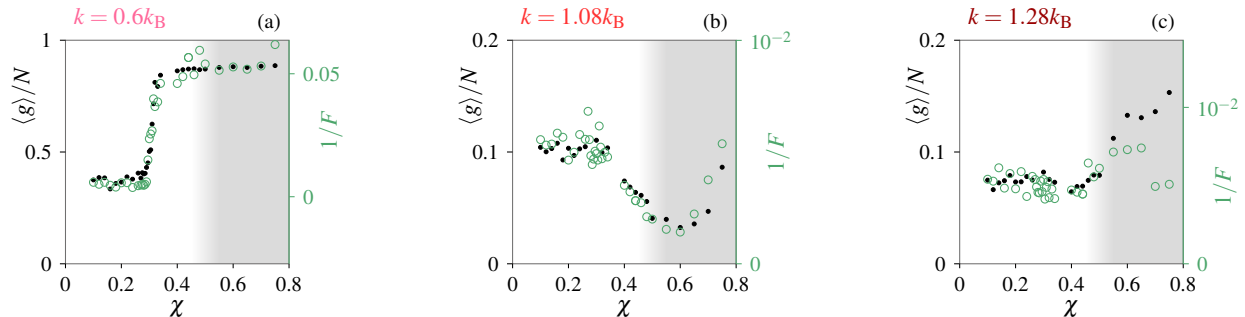 k = 0.6k_B (a)
1
0.5
0
⟨g⟩/N
0.05
0
1/F
0 0.2 0.4 0.6 0.8
χ
k = 1.08k_B (b)
0.2
0.1
0
⟨g⟩/N
10^{-2}
0
1/F
0 0.2 0.4 0.6 0.8
χ
k = 1.28k_B (c)
0.2
0.1
0
⟨g⟩/N
10^{-2}
0
1/F
0 0.2 0.4 0.6 0.8
χ